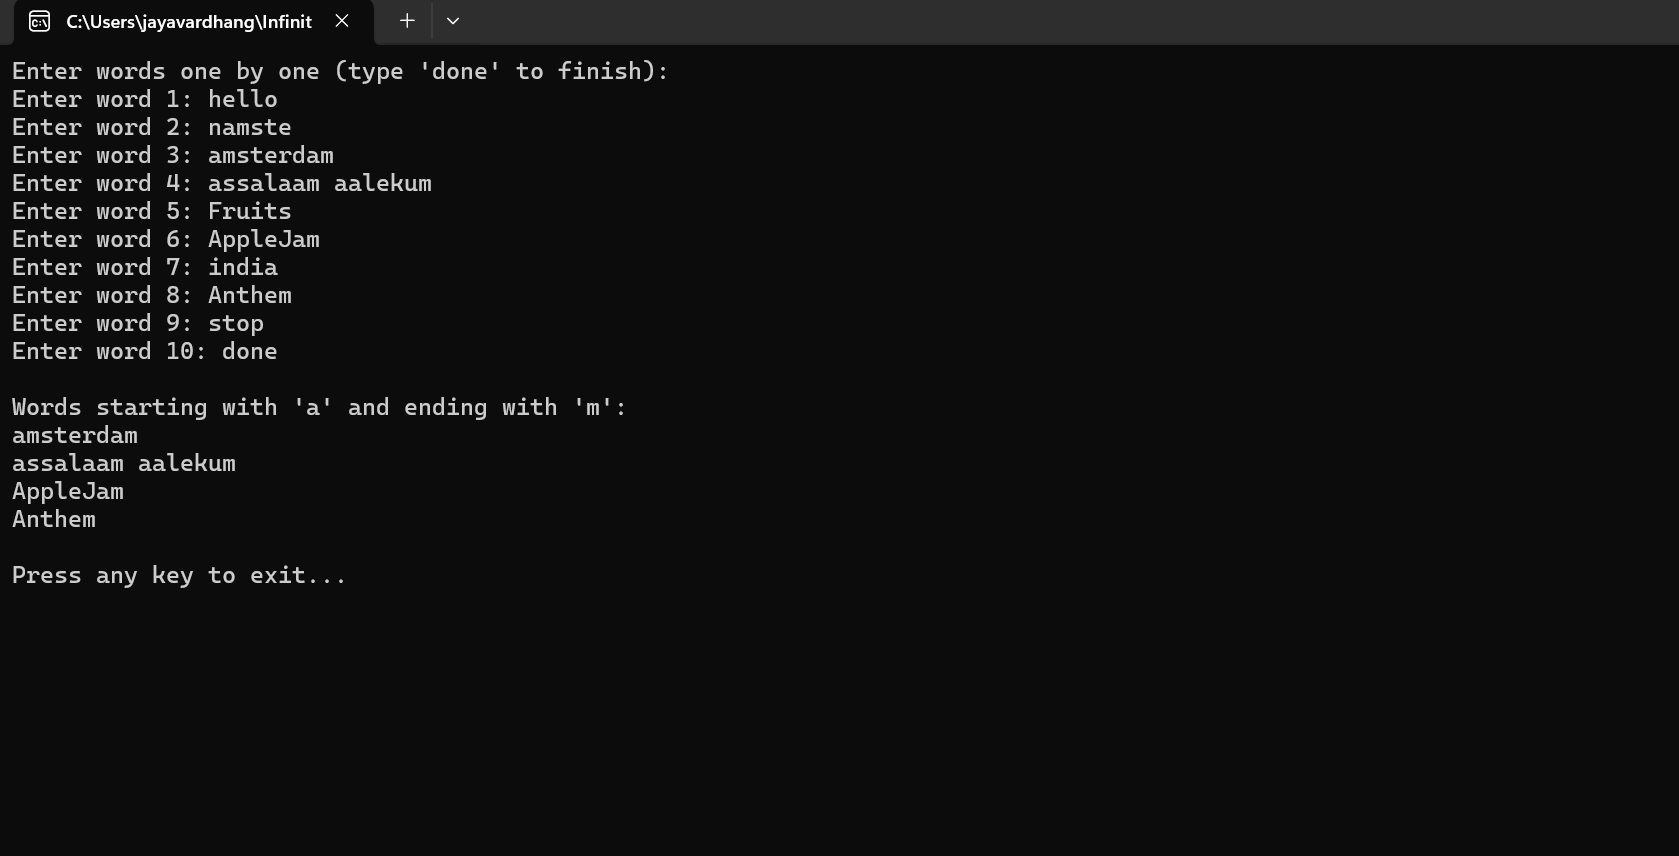 C:\Users\jayavardhang\Infinit
Enter words one by one (type 'done' to finish):
Enter word 1: hello
Enter word 2: namste
Enter word 3: amsterdam
Enter word 4: assalaam aalekum
Enter word 5: Fruits
Enter word 6: AppleJam
Enter word 7: india
Enter word 8: Anthem
Enter word 9: stop
Enter word 10: done
Words starting with 'a' and ending with 'm':
amsterdam
assalaam aalekum
AppleJam
Anthem
Press any key to exit...